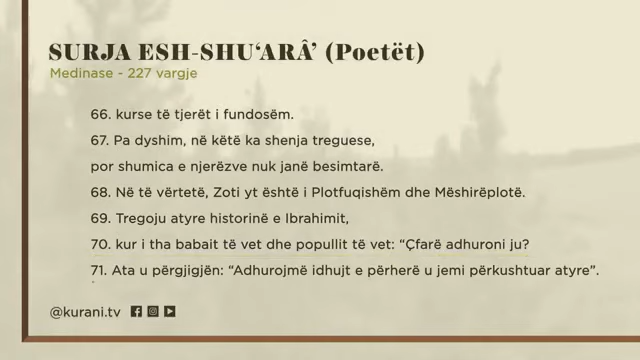 SURJA ESH-SHU‘ARÂ’ (Poetët)
Medinase - 227 vargje
66. kurse të tjerët i fundosëm.
67. Pa dyshim, në këtë ka shenja treguese,
por shumica e njerëzve nuk janë besimtarë.
68. Në të vërtetë, Zoti yt është i Plotfuqishëm dhe Mëshirëplotë.
69. Tregoju atyre historinë e Ibrahimit,
70. kur i tha babait të vet dhe popullit të vet: “Çfarë adhuroni ju?
71. Ata u përgjigjën: “Adhurojmë idhujt e përherë u jemi përkushtuar atyre”.
@kurani.tv